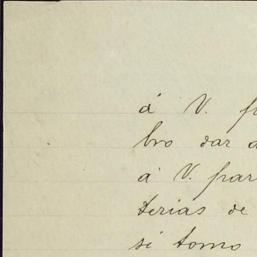 á V. p
bro dar a
a V. par
terias de
si tomo